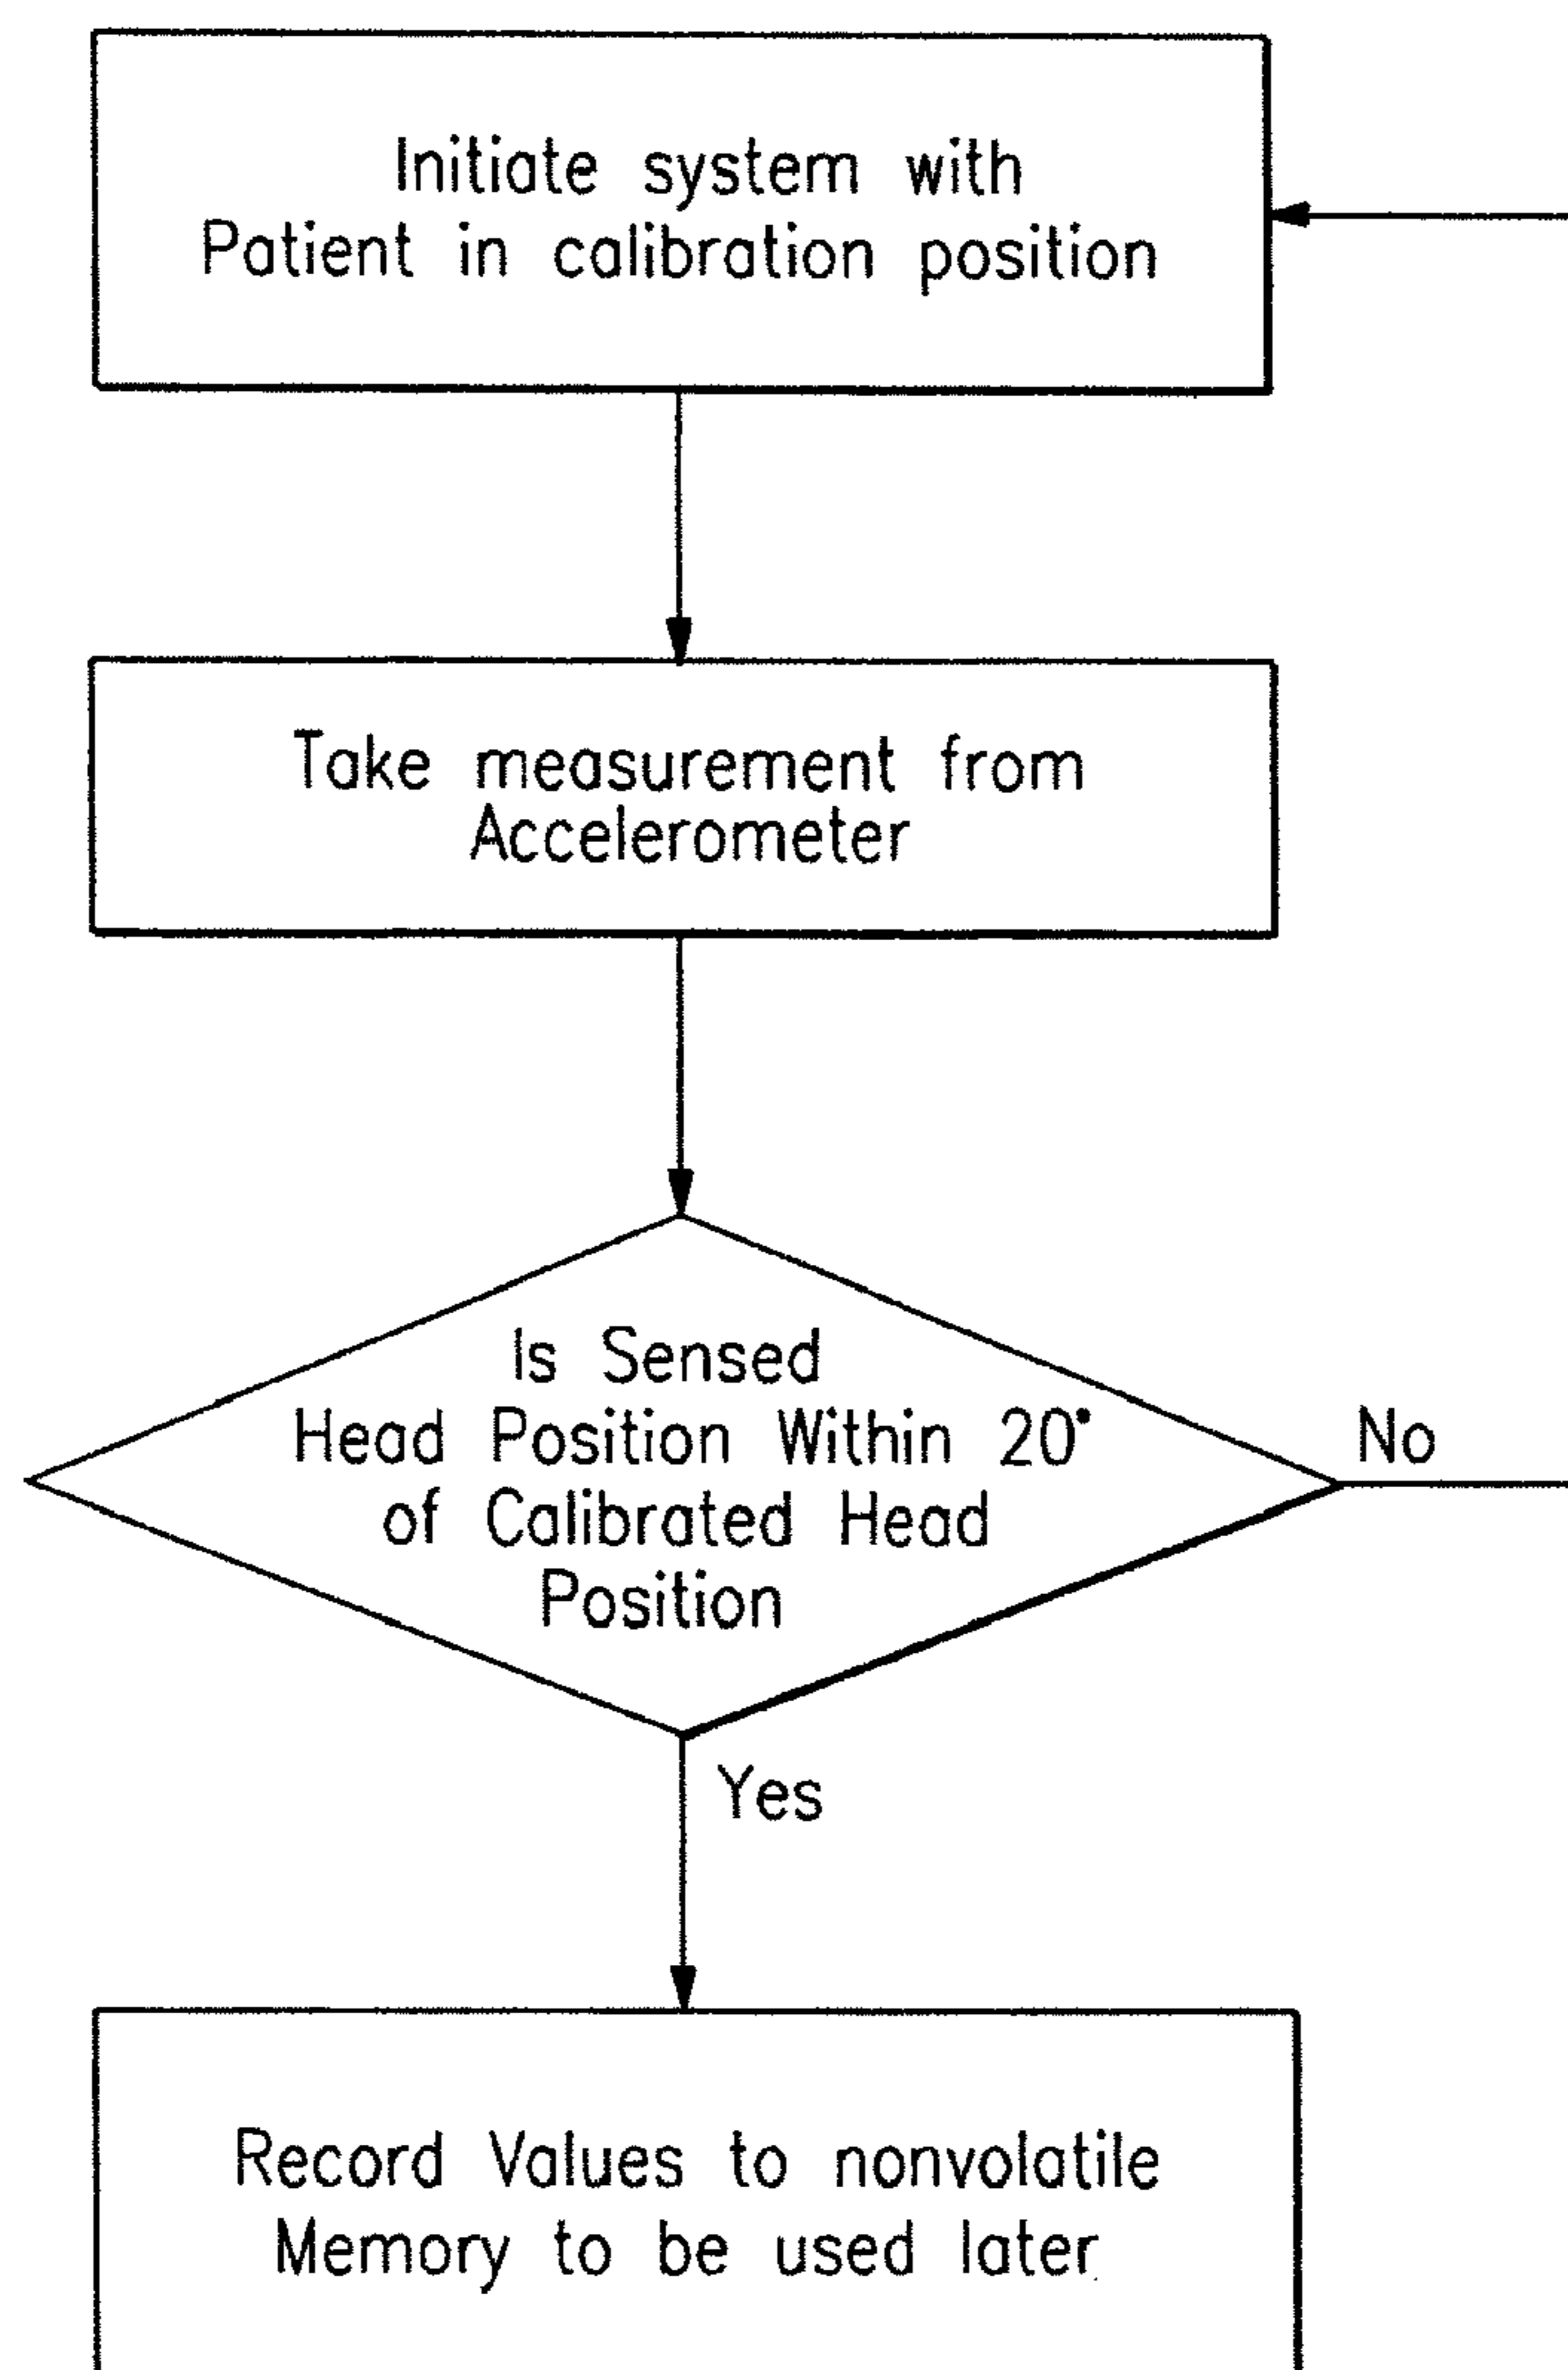 Initiate system with
Patient in calibration position
Take measurement from
Accelerometer
Is Sensed
Head Position Within 20°
of Calibrated Head
Position
No
Yes
Record Values to nonvolatile
Memory to be used later